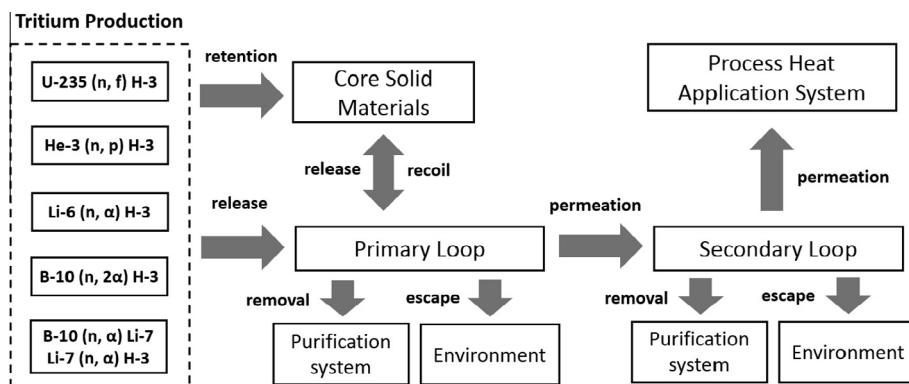 Tritium Production
U-235 (n, f) H-3
He-3 (n, p) H-3
Li-6 (n, α) H-3
B-10 (n, 2α) H-3
B-10 (n, α) Li-7
Li-7 (n, α) H-3
retention
Core Solid
Materials
release
recoil
release
Primary Loop
removal
escape
Purification
system
Environment
permeation
Process Heat
Application System
permeation
Secondary Loop
removal
escape
Purification
system
Environment